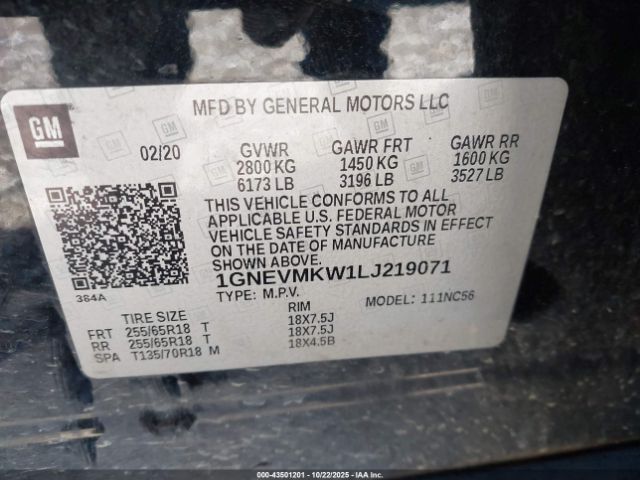 GM
MFD BY GENERAL MOTORS LLC
02/20
GVWR GAWR FRT GAWR RR
2800 KG 1450 KG 1600 KG
6173 LB 3196 LB 3527 LB
THIS VEHICLE CONFORMS TO ALL
APPLICABLE U.S. FEDERAL MOTOR
VEHICLE SAFETY STANDARDS IN EFFECT
ON THE DATE OF MANUFACTURE
SHOWN ABOVE.
1GNEVMKW1LJ219071
384A
TYPE: M.P.V. MODEL: 111NC56
TIRE SIZE RIM
FRT 255/65R18 T 18X7.5J
RR 255/65R18 T 18X7.5J
SPA T135/70R18 M 18X4.5B
000-43501201 - 10/22/2025 - IAAI.COM